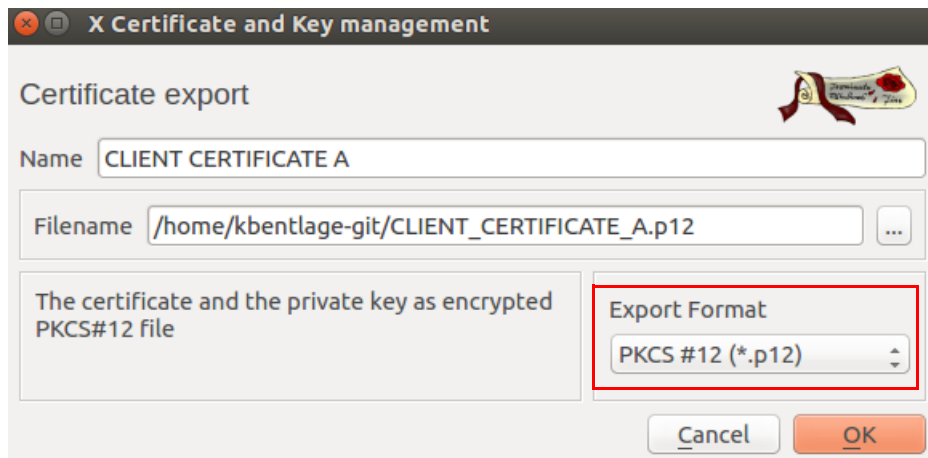 X Certificate and Key management
Certificate export
Name CLIENT CERTIFICATE A
Filename /home/kbentlage-git/CLIENT_CERTIFICATE_A.p12 ...
The certificate and the private key as encrypted
PKCS#12 file
Export Format
PKCS #12 (*.p12)
Cancel OK